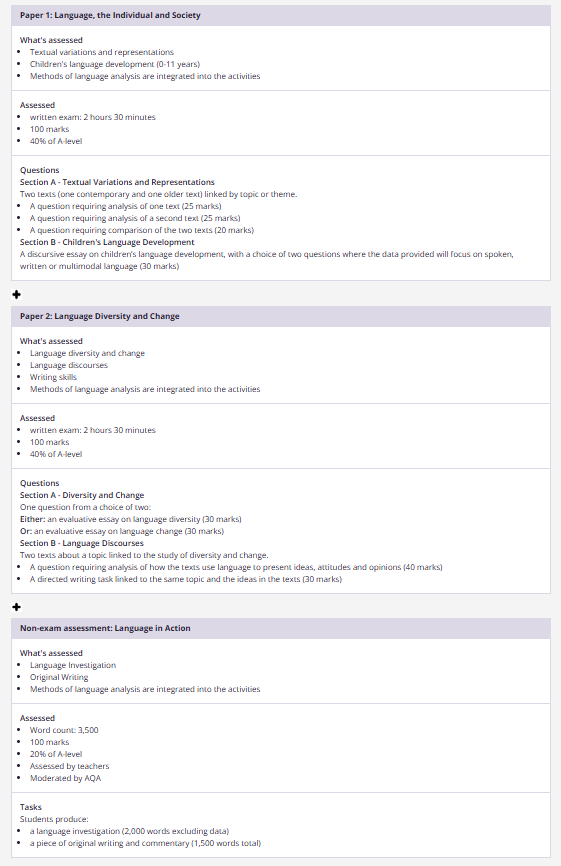 Paper 1: Language, the Individual and Society
What's assessed
• Textual variations and representations
• Children's language development (0-11 years)
• Methods of language analysis are integrated into the activities
Assessed
• written exam: 2 hours 30 minutes
• 100 marks
• 40% of A-level
Questions
Section A - Textual Variations and Representations
Two texts (one contemporary and one older text) linked by topic or theme.
• A question requiring analysis of one text (25 marks)
• A question requiring analysis of a second text (25 marks)
• A question requiring comparison of the two texts (20 marks)
Section B - Children's Language Development
A discursive essay on children's language development, with a choice of two questions where the data provided will focus on spoken,
written or multimodal language (30 marks)
+
Paper 2: Language Diversity and Change
What's assessed
• Language diversity and change
• Language discourses
• Writing skills
• Methods of language analysis are integrated into the activities
Assessed
• written exam: 2 hours 30 minutes
• 100 marks
• 40% of A-level
Questions
Section A - Diversity and Change
One question from a choice of two:
Either: an evaluative essay on language diversity (30 marks)
Or: an evaluative essay on language change (30 marks)
Section B - Language Discourses
Two texts about a topic linked to the study of diversity and change.
• A question requiring analysis of how the texts use language to present ideas, attitudes and opinions (40 marks)
• A directed writing task linked to the same topic and the ideas in the texts (30 marks)
+
Non-exam assessment: Language in Action
What's assessed
• Language Investigation
• Original Writing
• Methods of language analysis are integrated into the activities
Assessed
• Word count: 3,500
• 100 marks
• 20% of A-level
• Assessed by teachers
• Moderated by AQA
Tasks
Students produce:
• a language investigation (2,000 words excluding data)
• a piece of original writing and commentary (1,500 words total)